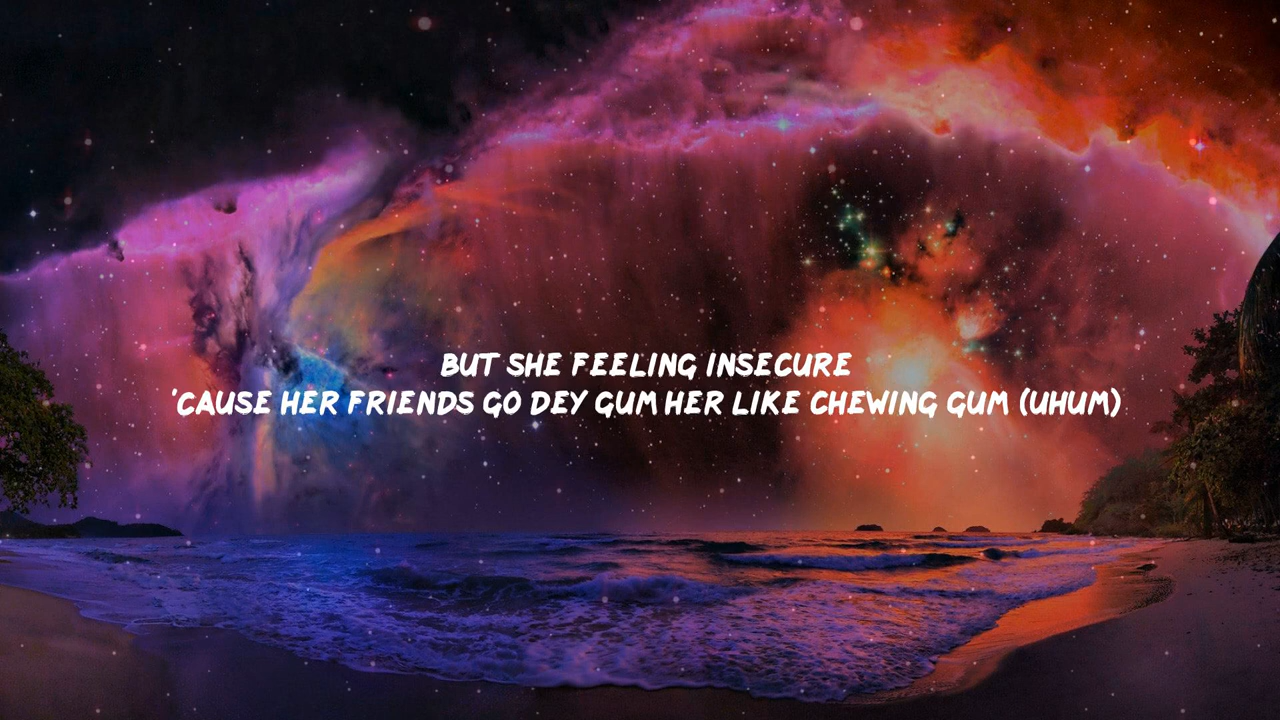 BUT SHE FEELING INSECURE
'CAUSE HER FRIENDS GO DEY GUM HER LIKE CHEWING GUM (UHUM)